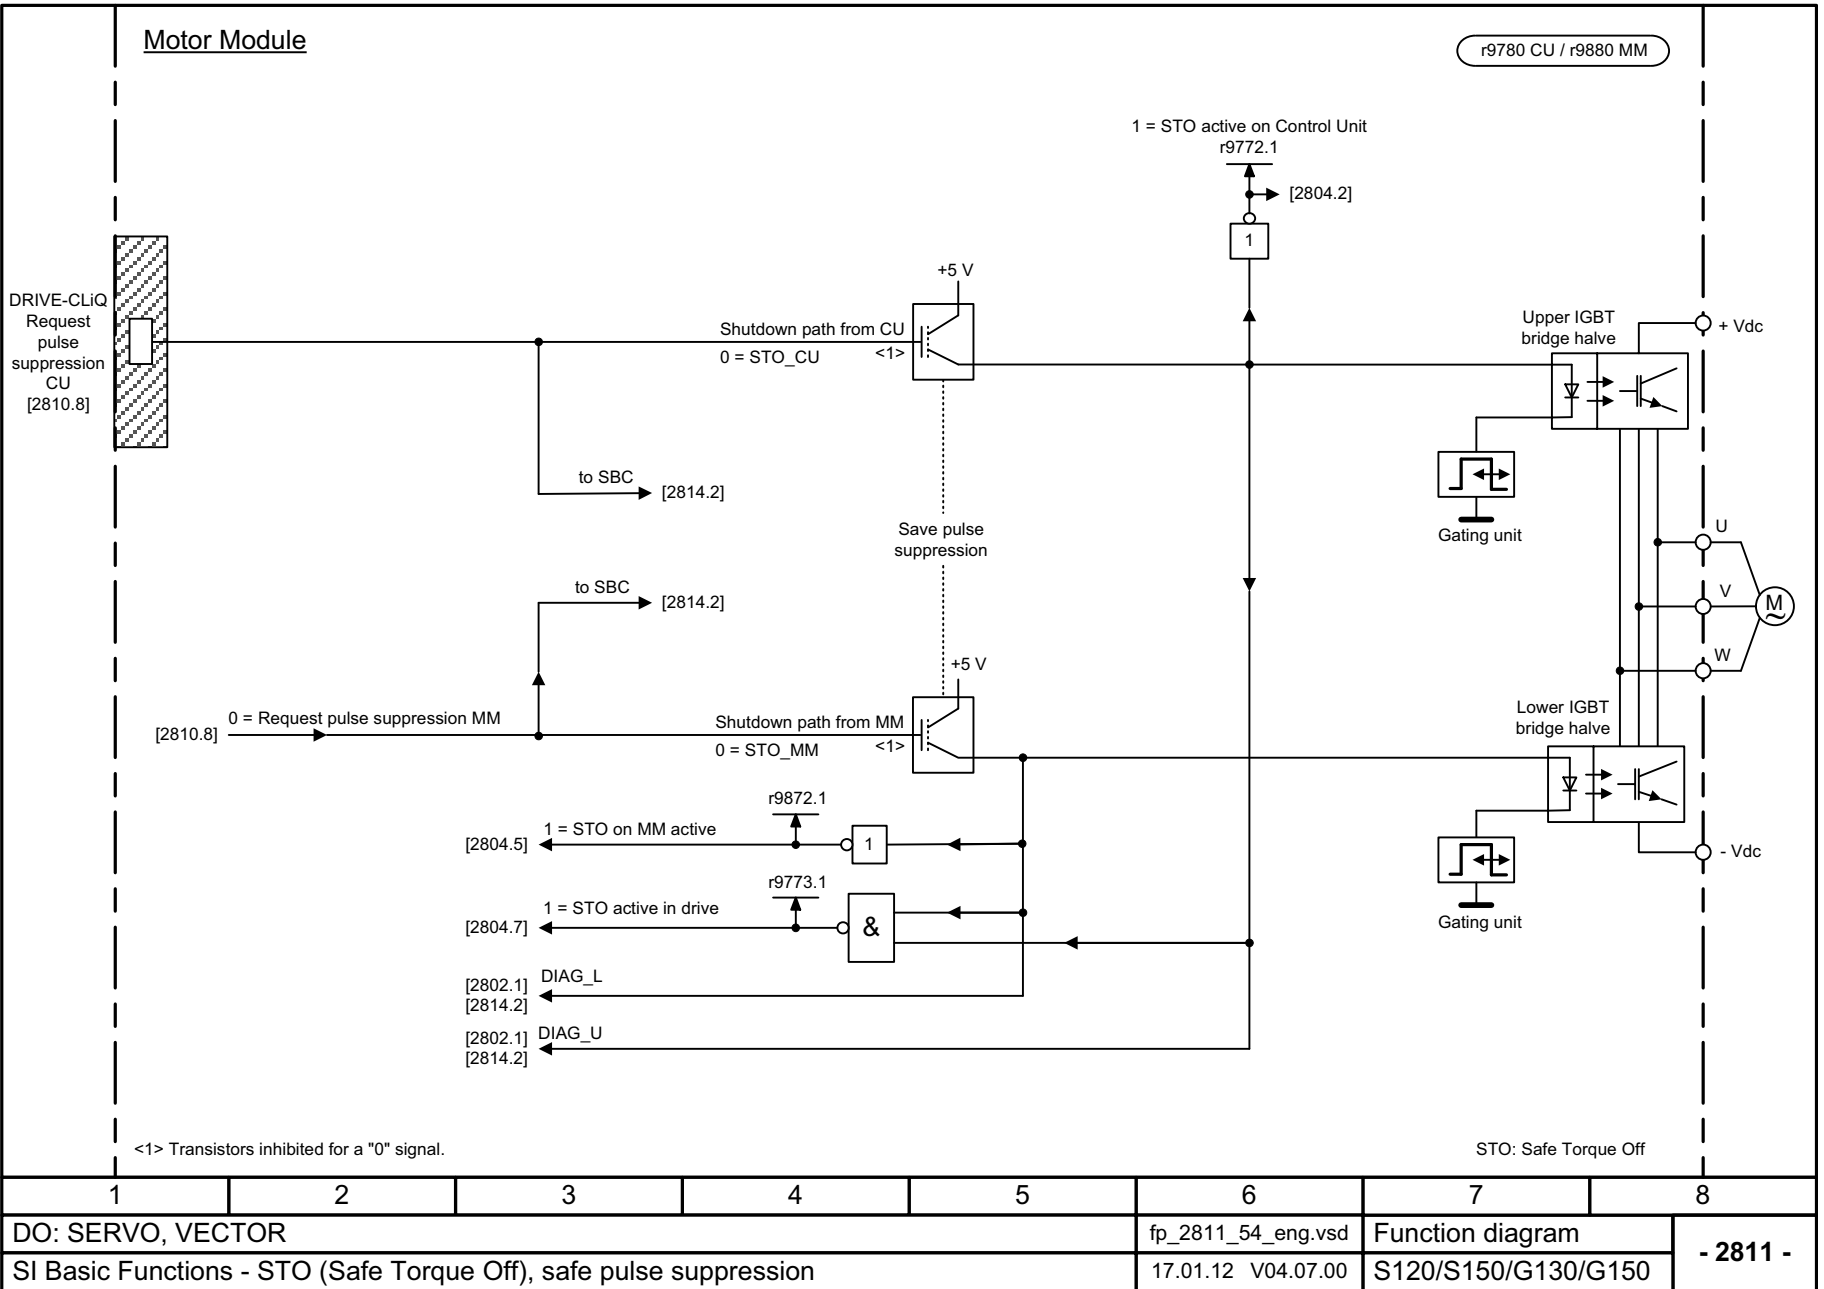 Motor Module
r9780 CU / r9880 MM
1 = STO active on Control Unit
r9772.1
[2804.2]
1
+5 V
DRIVE-CLiQ
Request
pulse
suppression
CU
[2810.8]
Shutdown path from CU
0 = STO_CU
<1>
Upper IGBT
bridge halve
+ Vdc
to SBC
[2814.2]
Gating unit
Save pulse
suppression
U
V
W
M
~
to SBC
[2814.2]
+5 V
[2810.8]
0 = Request pulse suppression MM
Shutdown path from MM
0 = STO_MM
<1>
Lower IGBT
bridge halve
- Vdc
Gating unit
r9872.1
[2804.5]
1 = STO on MM active
1
r9773.1
[2804.7]
1 = STO active in drive
&
[2802.1]
[2814.2]
DIAG_L
[2802.1]
[2814.2]
DIAG_U
<1> Transistors inhibited for a "0" signal.
STO: Safe Torque Off
1 2 3 4 5 6 7 8
DO: SERVO, VECTOR
fp_2811_54_eng.vsd
Function diagram
- 2811 -
SI Basic Functions - STO (Safe Torque Off), safe pulse suppression
17.01.12 V04.07.00
S120/S150/G130/G150